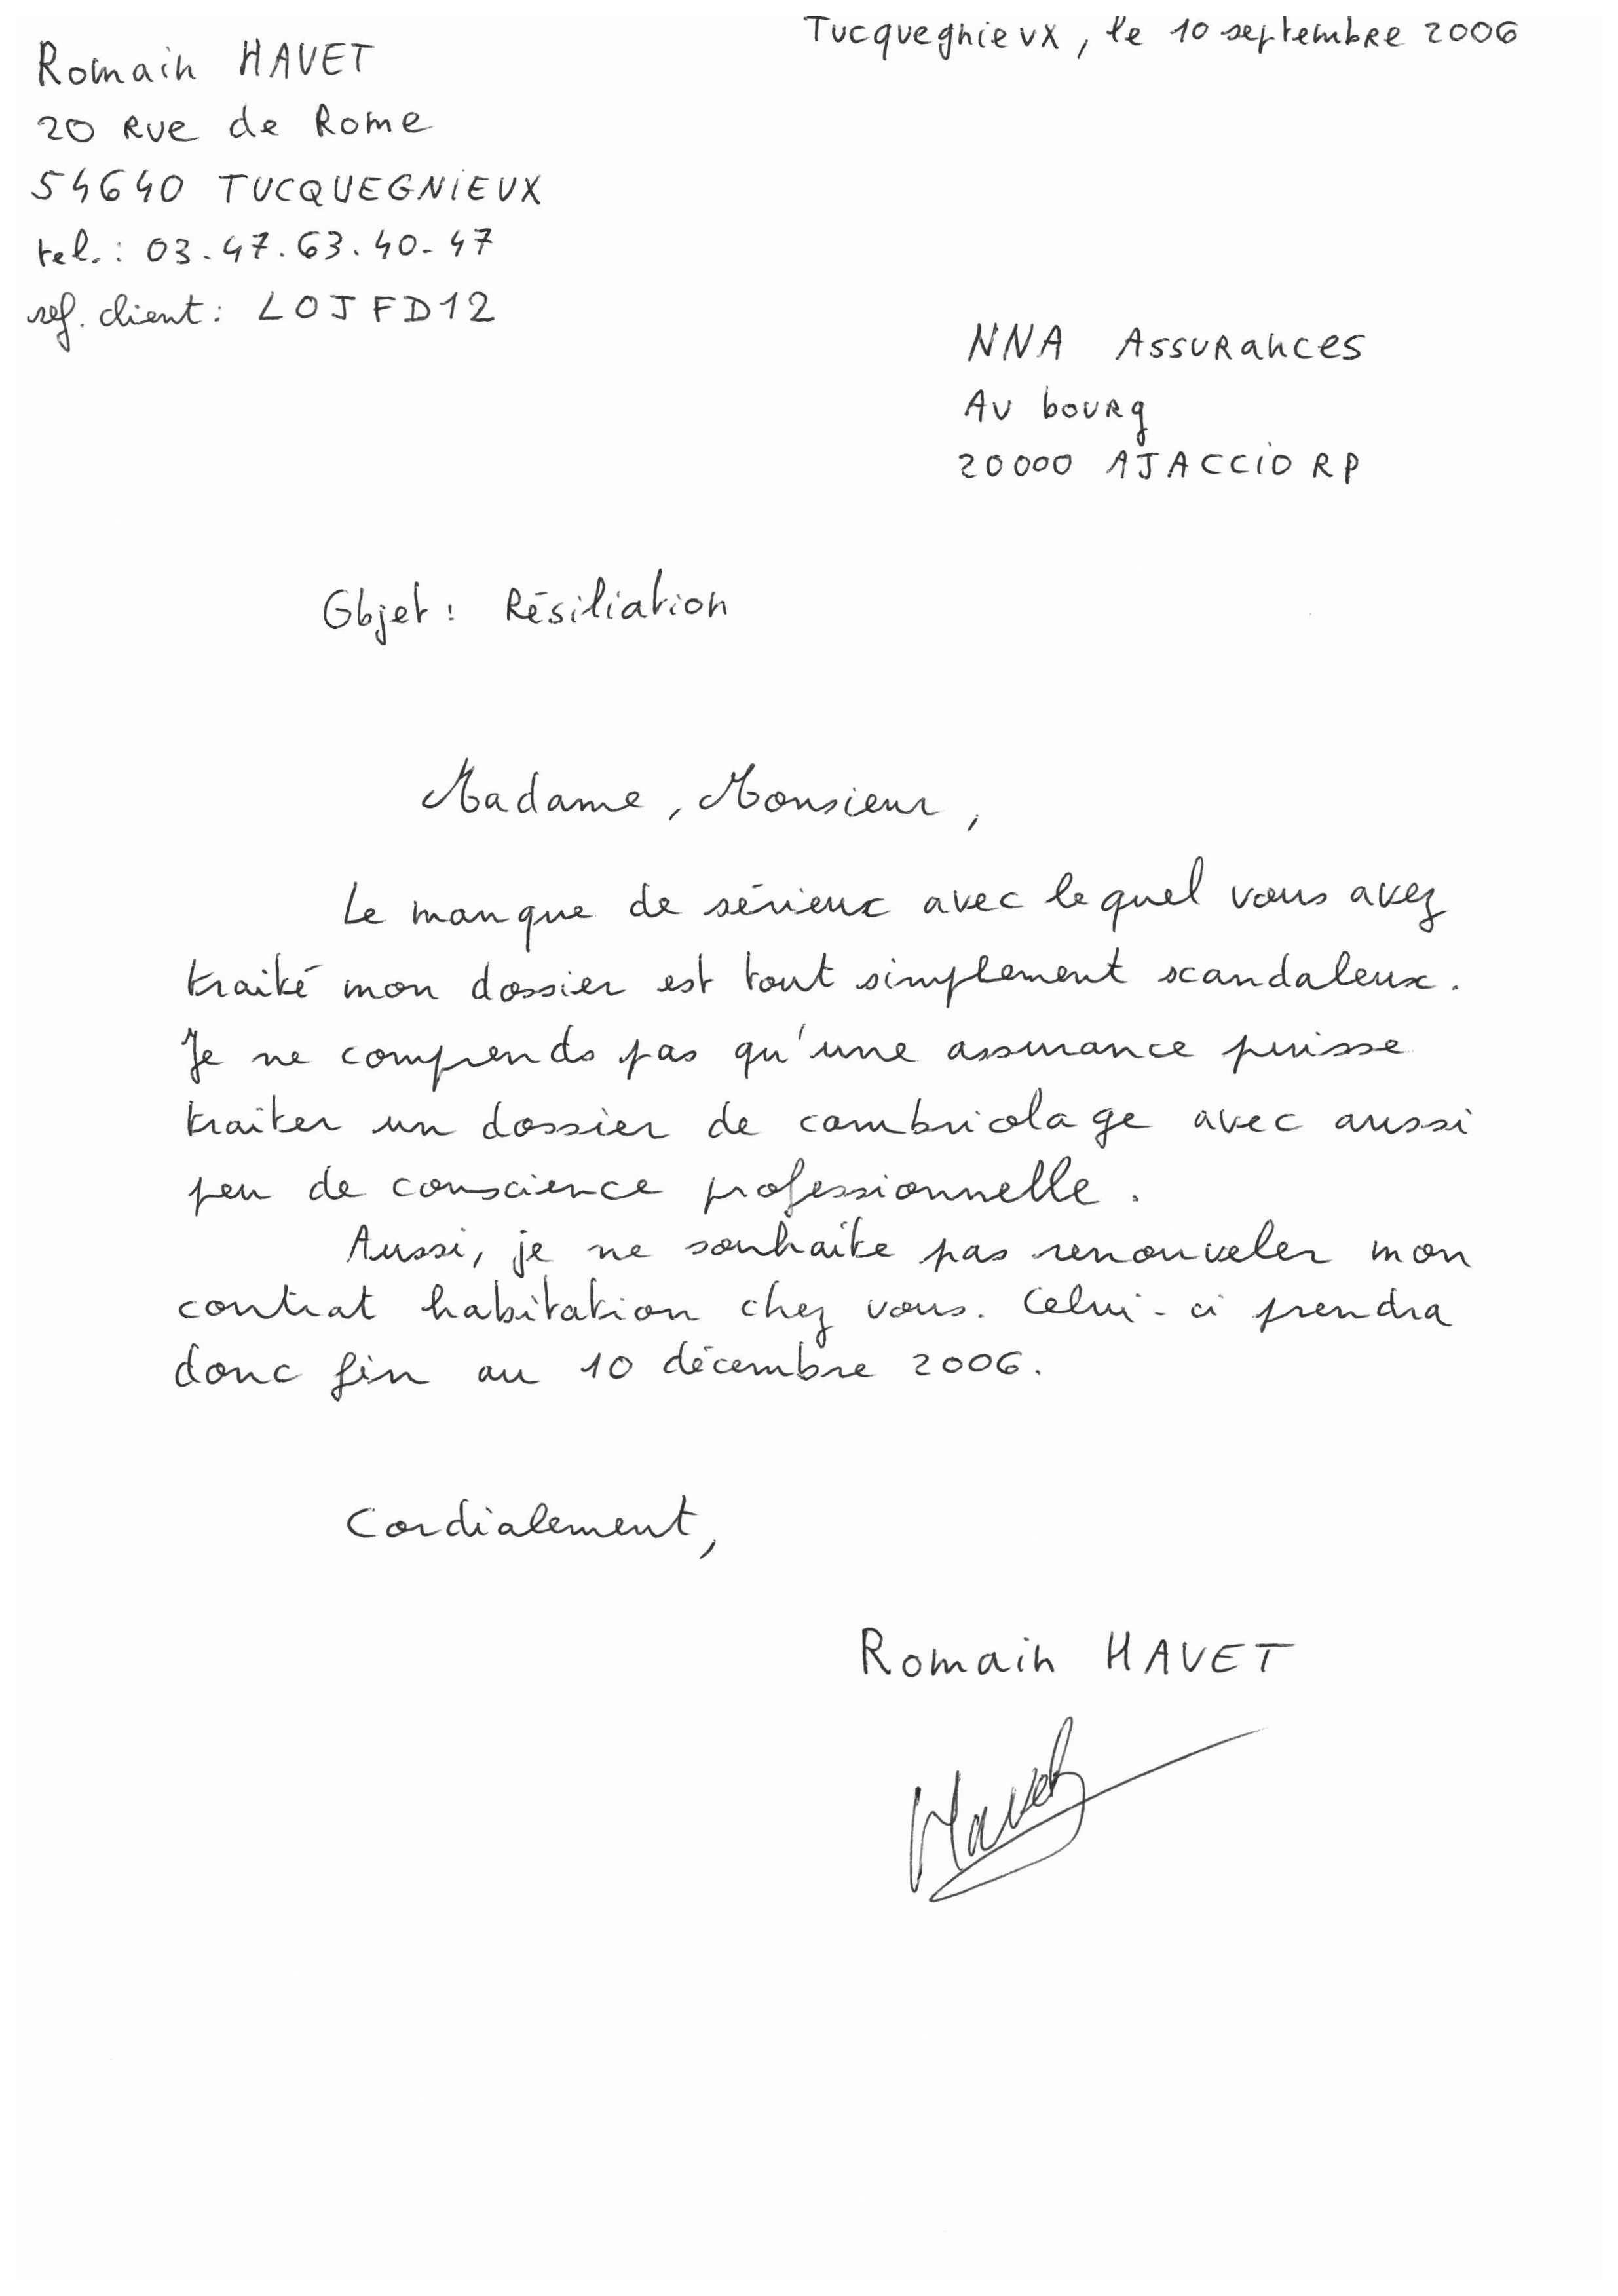 Tucquegnieux, le 10 septembre 2006
Romain HAVET
20 Rue de Rome
54640 TUCQUEGNIEUX
tel.: 03.47.63.40.47
ref. client: LOJFD12
NNA Assurances
Au bourg
20000 AJACCIO RP
Objet: Résiliation
Madame, Monsieur,
Le manque de sérieux avec lequel vous avez
traité mon dossier est tout simplement scandaleux.
Je ne comprends pas qu'une assurance puisse
traiter un dossier de cambricolage avec aussi
peu de conscience professionnelle.
Aussi, je ne souhaite pas renouveler mon
contrat habitation chez vous. Celui-ci prendra
donc fin au 10 décembre 2006.
Cordialement,
Romain HAVET
Havet